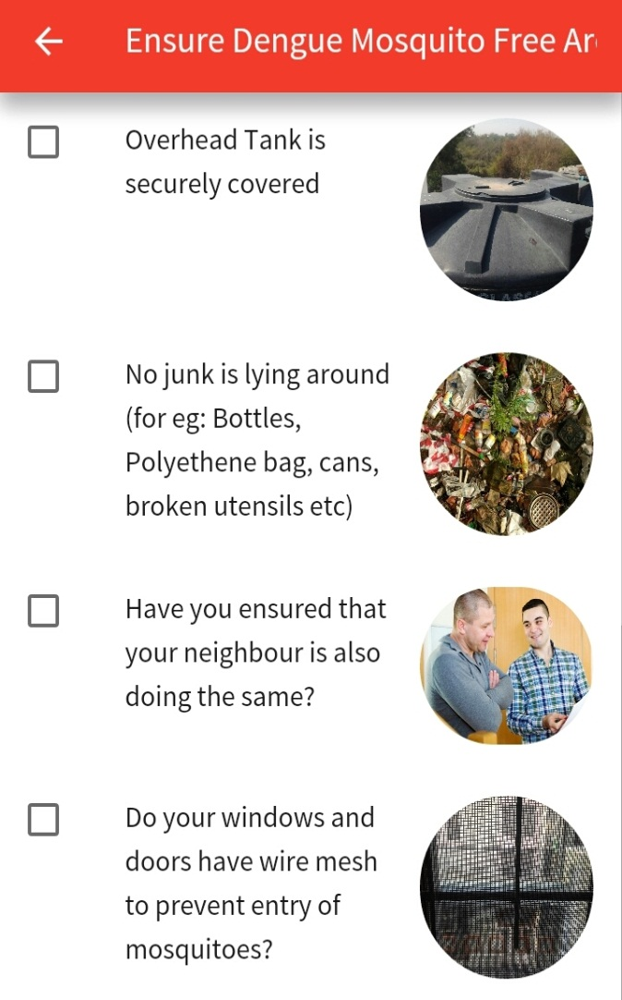 Ensure Dengue Mosquito Free
Overhead Tank is
securely covered
No junk is lying around
(for eg: Bottles,
Polyethene bag, cans,
broken utensils etc)
Have you ensured that
your neighbour is also
doing the same?
Do your windows and
doors have wire mesh
to prevent entry of
mosquitoes?